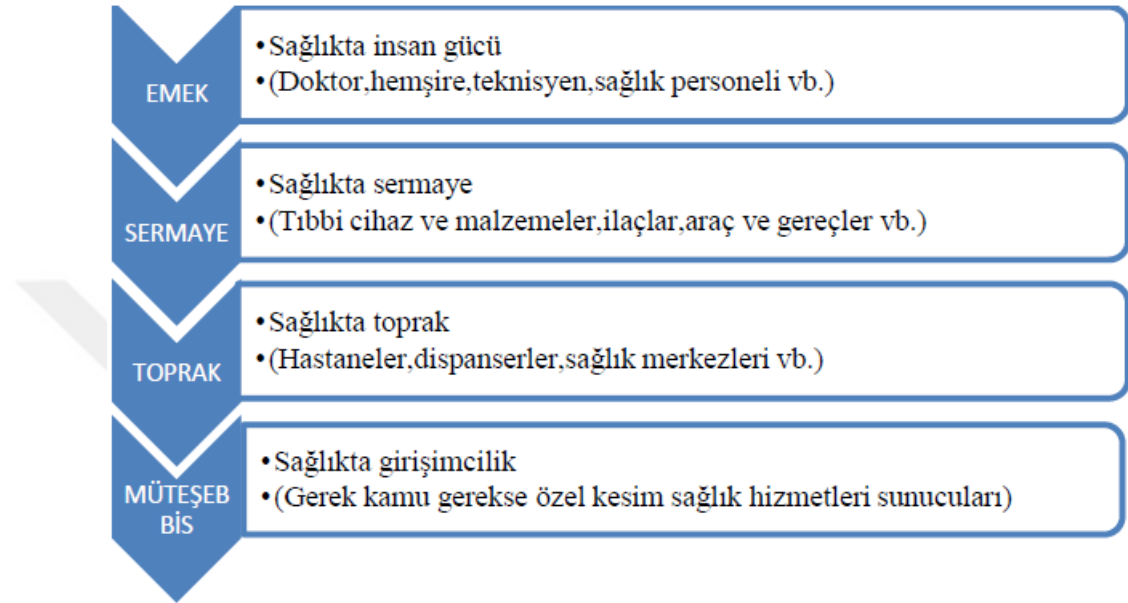 EMEK
•Sağlıkta insan gücü
•(Doktor,hemşire,teknisyen,sağlık personeli vb.)
SERMAYE
•Sağlıkta sermaye
•(Tıbbi cihaz ve malzemeler,ilaçlar,araç ve gereçler vb.)
TOPRAK
•Sağlıkta toprak
•(Hastaneler,dispanserler,sağlık merkezleri vb.)
MÜTEŞEB
BİS
•Sağlıkta girişimcilik
•(Gerek kamu gerekse özel kesim sağlık hizmetleri sunucuları)